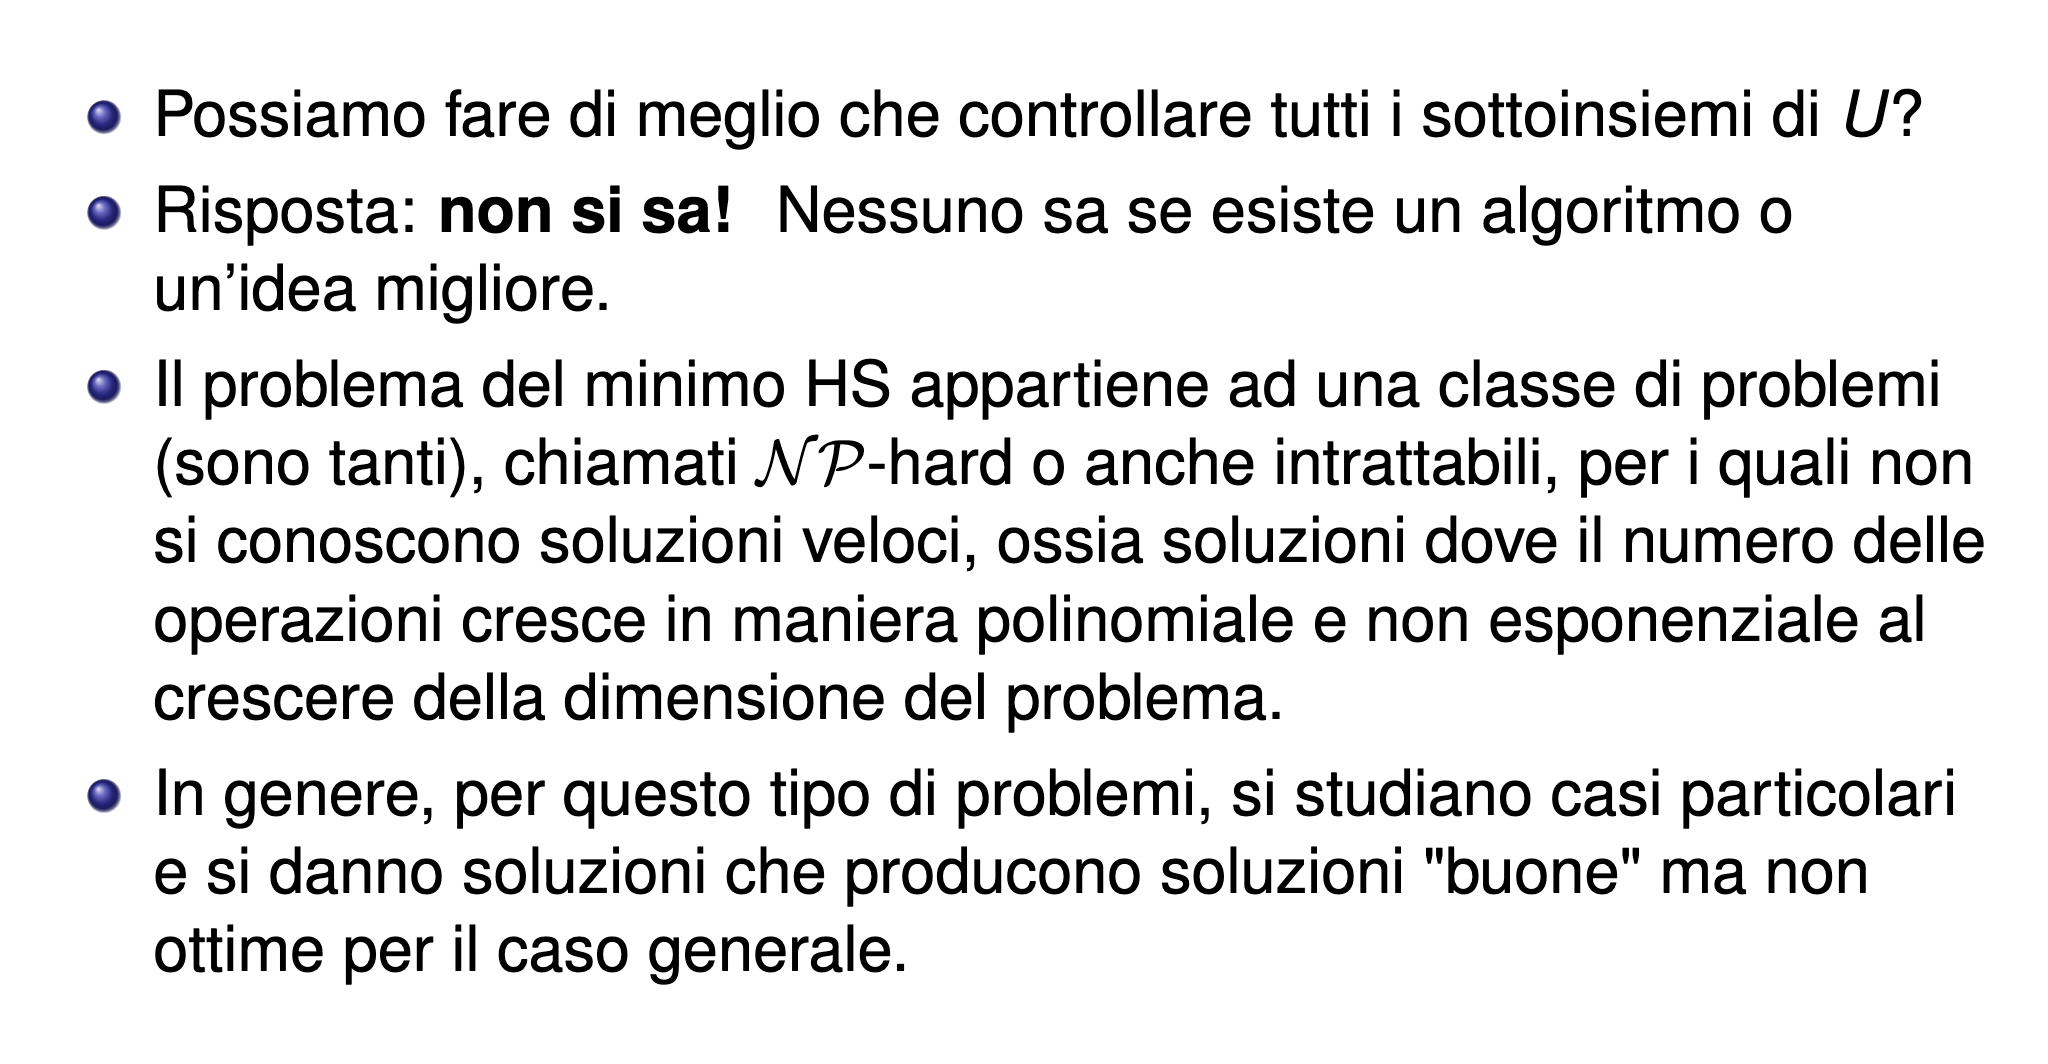 Possiamo fare di meglio che controllare tutti i sottoinsiemi di U?
Risposta: non si sa! Nessuno sa se esiste un algoritmo o
un’idea migliore.
Il problema del minimo HS appartiene ad una classe di problemi
(sono tanti), chiamati 𝒩𝒫-hard o anche intrattabili, per i quali non
si conoscono soluzioni veloci, ossia soluzioni dove il numero delle
operazioni cresce in maniera polinomiale e non esponenziale al
crescere della dimensione del problema.
In genere, per questo tipo di problemi, si studiano casi particolari
e si danno soluzioni che producono soluzioni "buone" ma non
ottime per il caso generale.